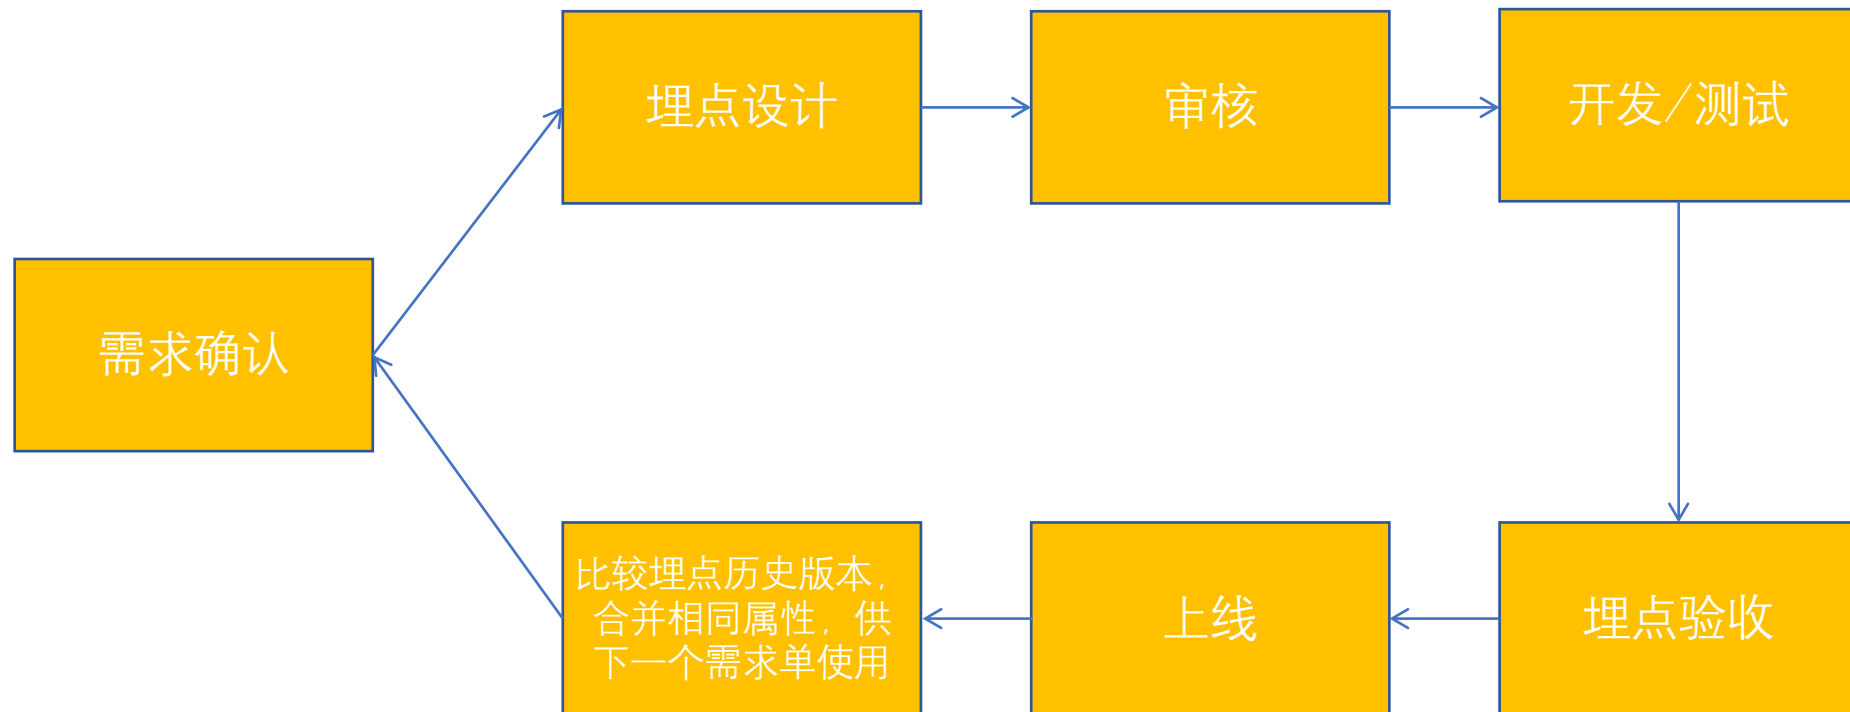 埋点设计
审核
开发/测试
需求确认
比较埋点历史版本，
合并相同属性，供
下一个需求单使用
上线
埋点验收